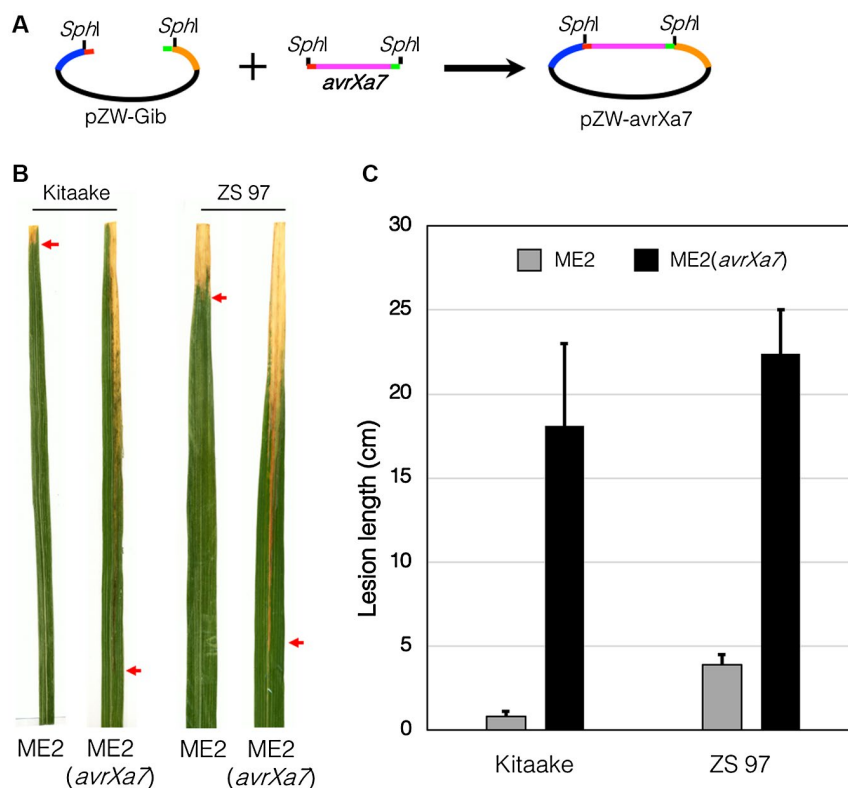 A
SphI SphI SphI SphI SphI SphI
avrXa7
pZW-Gib pZW-avrXa7
B
Kitaake ZS 97
ME2 ME2 ME2 ME2
(avrXa7) (avrXa7)
C
30
ME2 ME2(avrXa7)
25
20
15
10
5
0
Lesion length (cm)
Kitaake ZS 97